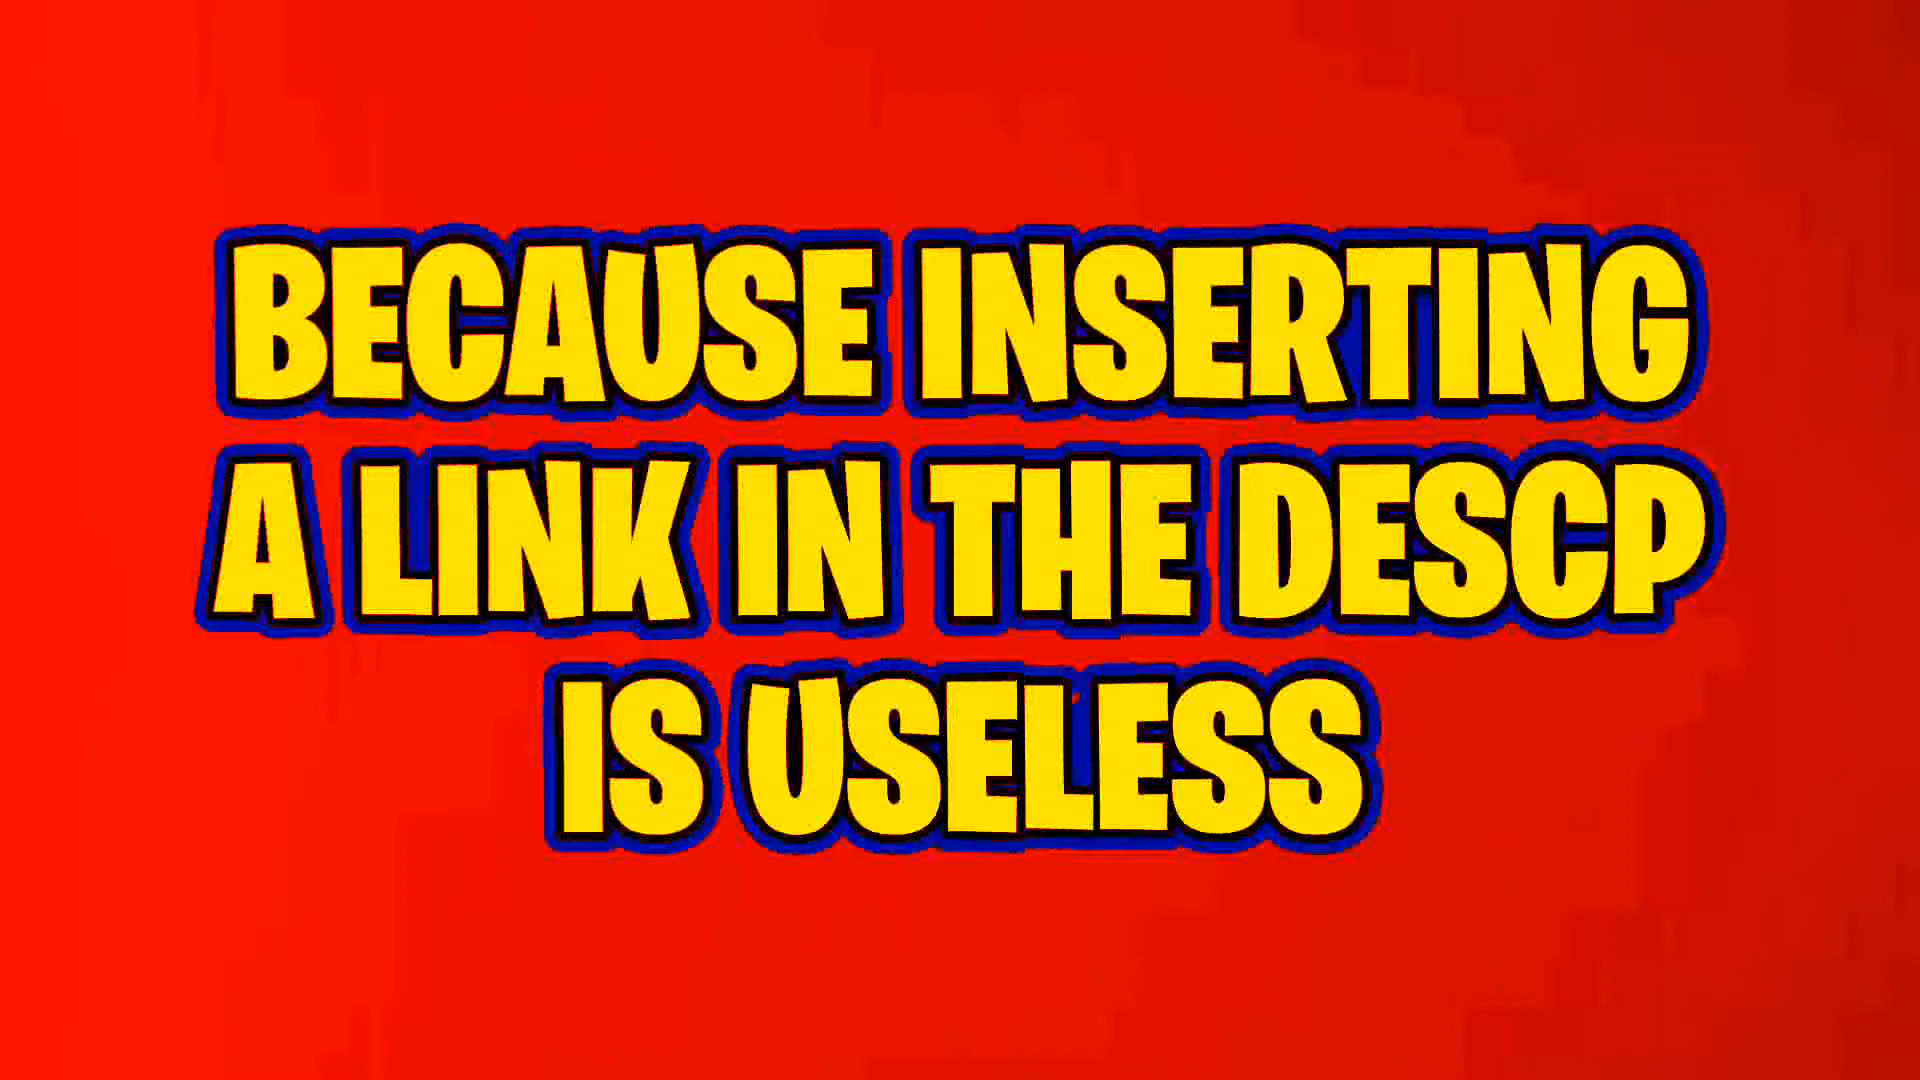 BECAUSE INSERTING
A LINK IN THE DESCP
IS USELESS